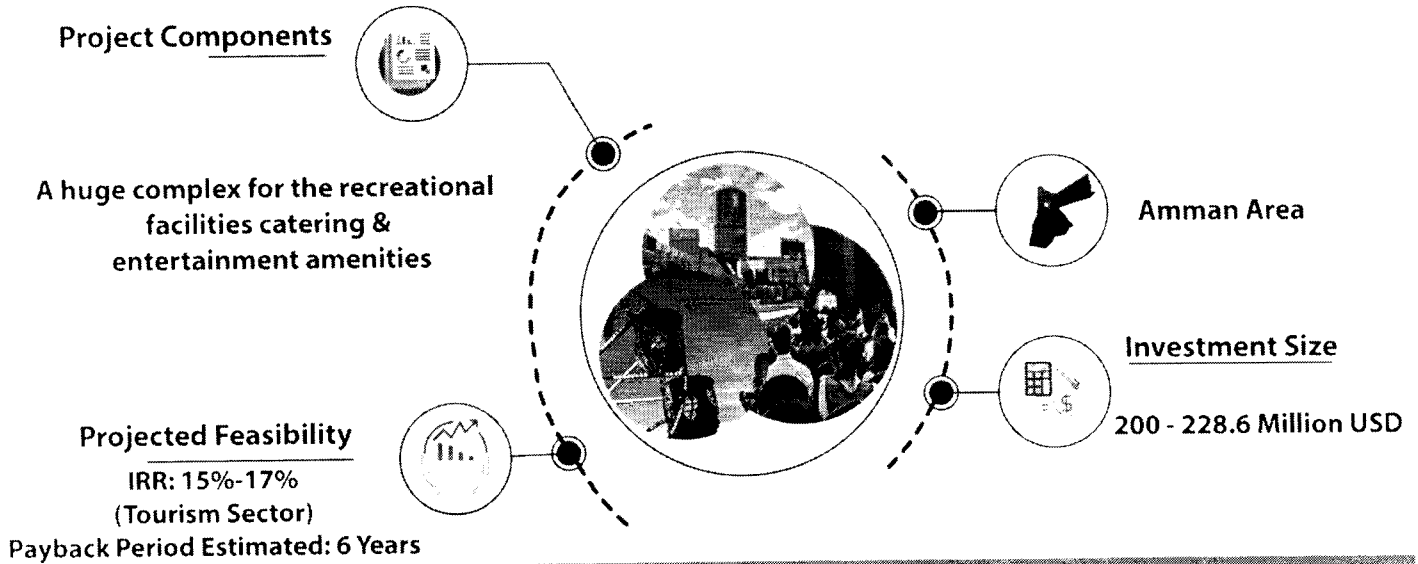 Project Components
A huge complex for the recreational
facilities catering &
entertainment amenities
Projected Feasibility
IRR: 15%-17%
(Tourism Sector)
Payback Period Estimated: 6 Years
Amman Area
Investment Size
200 - 228.6 Million USD